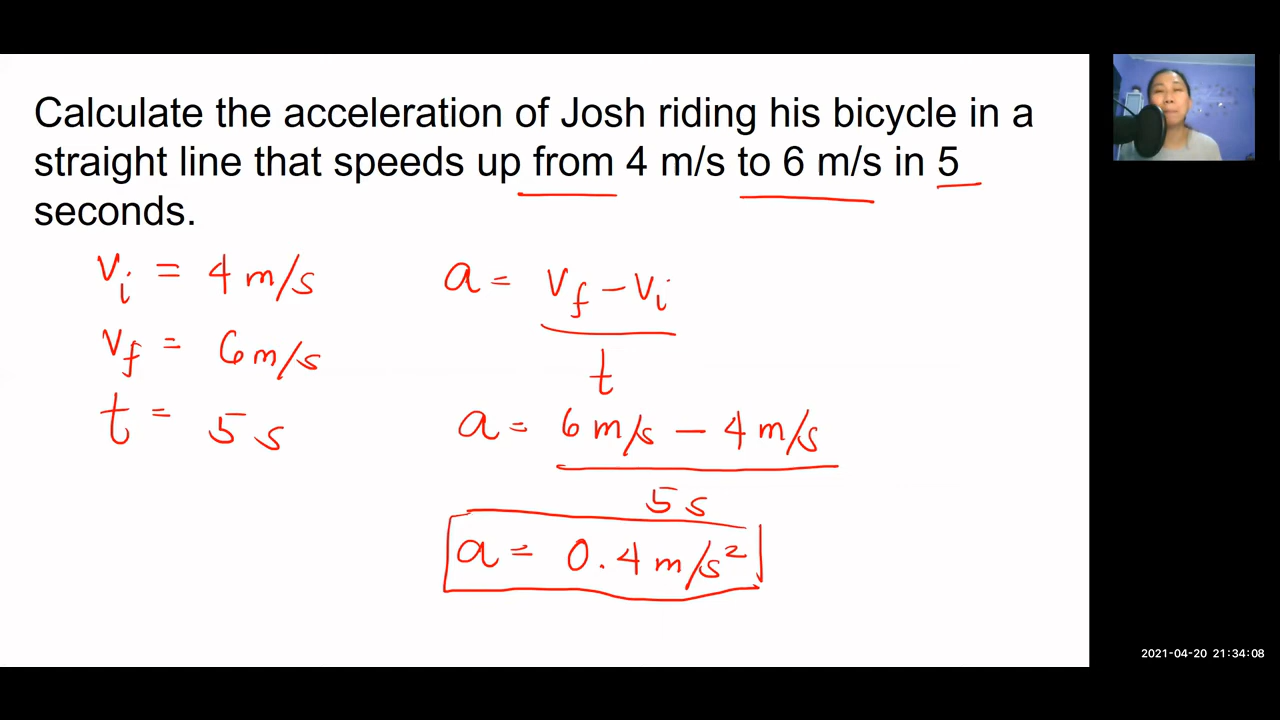 Calculate the acceleration of Josh riding his bicycle in a
straight line that speeds up from 4 m/s to 6 m/s in 5
seconds.
vi = 4 m/s
vf = 6 m/s
t = 5 s
a = vf - vi
t
a = 6 m/s - 4 m/s
5 s
a = 0.4 m/s²
2021-04-20 21:34:08